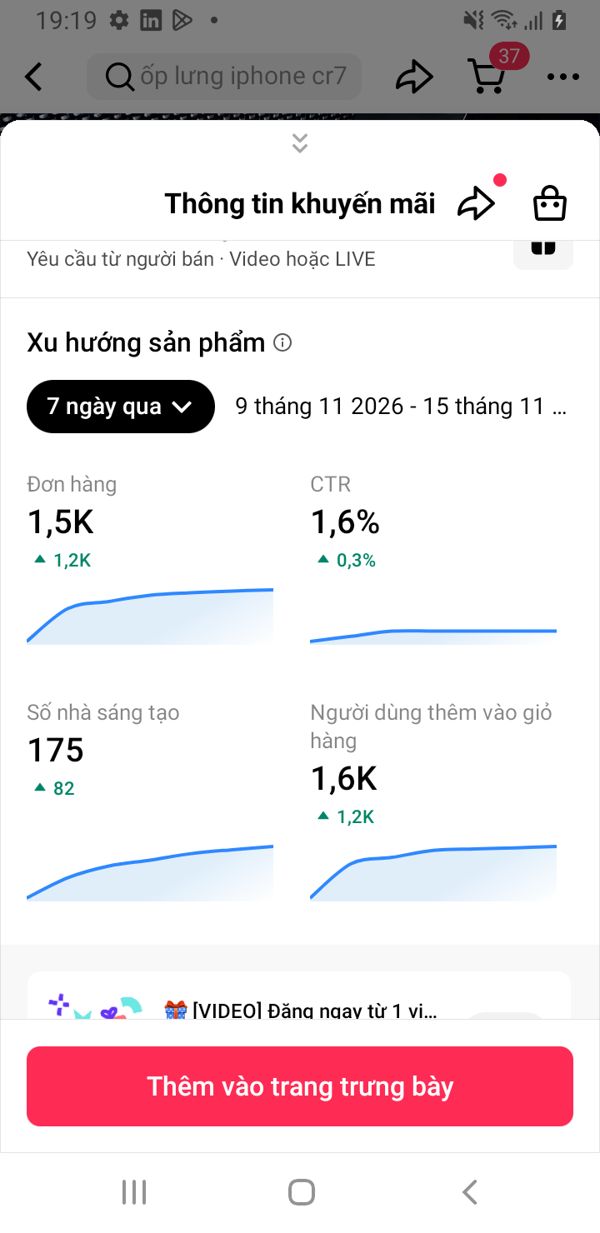 19:19
ốp lưng iphone cr7
37
Thông tin khuyến mãi
Yêu cầu từ người bán · Video hoặc LIVE
Xu hướng sản phẩm
7 ngày qua
9 tháng 11 2026 - 15 tháng 11 ...
Đơn hàng
1,5K
1,2K
CTR
1,6%
0,3%
Số nhà sáng tạo
175
82
Người dùng thêm vào giỏ
hàng
1,6K
1,2K
[VIDEO] Đăng ngay từ 1 vi...
Thêm vào trang trưng bày